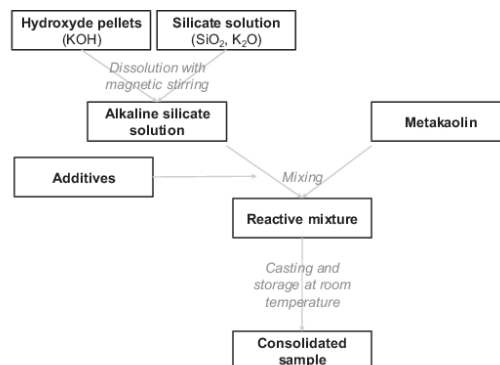 Hydroxyde pellets
(KOH)
Silicate solution
(SiO₂, K₂O)
Dissolution with
magnetic stirring
Alkaline silicate
solution
Metakaolin
Additives
Mixing
Reactive mixture
Casting and
storage at room
temperature
Consolidated
sample